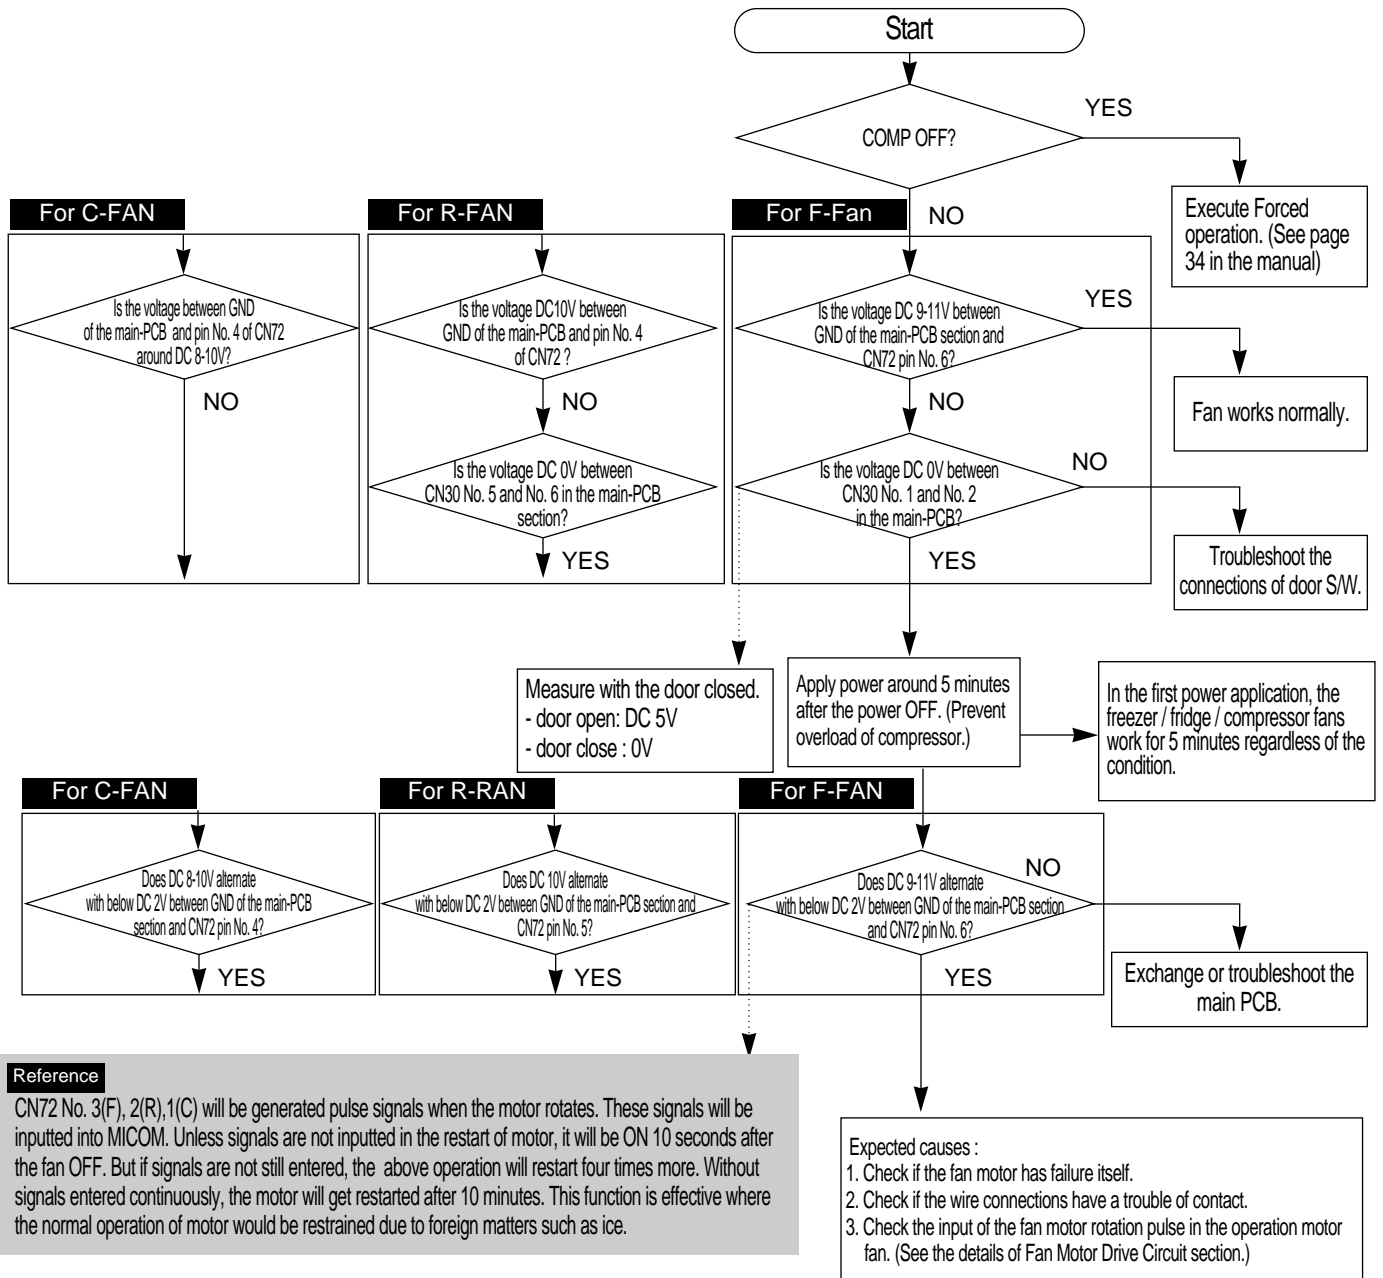 Start
COMP OFF?
YES
NO
Execute Forced
operation. (See page
34 in the manual)
For C-FAN
Is the voltage between GND
of the main-PCB and pin No. 4 of CN72
around DC 8-10V?
NO
For R-FAN
Is the voltage DC10V between
GND of the main-PCB and pin No. 4
of CN72 ?
NO
Is the voltage DC 0V between
CN30 No. 5 and No. 6 in the main-PCB
section?
YES
For F-Fan
Is the voltage DC 9-11V between
GND of the main-PCB section and
CN72 pin No. 6?
YES
Fan works normally.
NO
Is the voltage DC 0V between
CN30 No. 1 and No. 2
in the main-PCB?
NO
Troubleshoot the
connections of door S/W.
YES
Measure with the door closed.
- door open: DC 5V
- door close : 0V
Apply power around 5 minutes
after the power OFF. (Prevent
overload of compressor.)
In the first power application, the
freezer / fridge / compressor fans
work for 5 minutes regardless of the
condition.
For C-FAN
Does DC 8-10V alternate
with below DC 2V between GND of the main-PCB
section and CN72 pin No. 4?
YES
For R-RAN
Does DC 10V alternate
with below DC 2V between GND of the main-PCB section and
CN72 pin No. 5?
YES
For F-FAN
Does DC 9-11V alternate
with below DC 2V between GND of the main-PCB section
and CN72 pin No. 6?
NO
Exchange or troubleshoot the
main PCB.
YES
Reference
CN72 No. 3(F), 2(R),1(C) will be generated pulse signals when the motor rotates. These signals will be
inputted into MICOM. Unless signals are not inputted in the restart of motor, it will be ON 10 seconds after
the fan OFF. But if signals are not still entered, the above operation will restart four times more. Without
signals entered continuously, the motor will get restarted after 10 minutes. This function is effective where
the normal operation of motor would be restrained due to foreign matters such as ice.
Expected causes :
1. Check if the fan motor has failure itself.
2. Check if the wire connections have a trouble of contact.
3. Check the input of the fan motor rotation pulse in the operation motor
fan. (See the details of Fan Motor Drive Circuit section.)